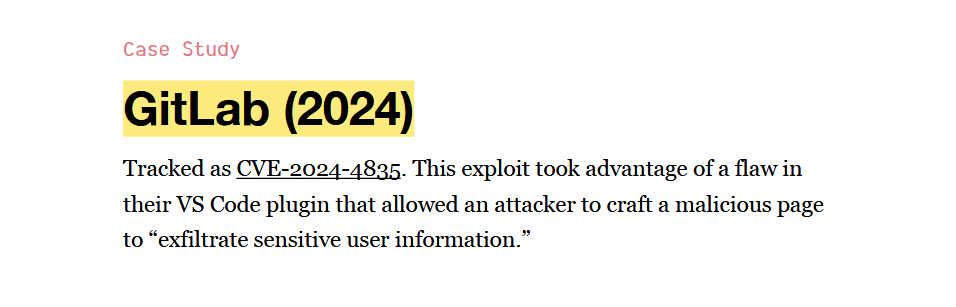 Case Study
GitLab (2024)
Tracked as CVE-2024-4835. This exploit took advantage of a flaw in
their VS Code plugin that allowed an attacker to craft a malicious page
to “exfiltrate sensitive user information.”